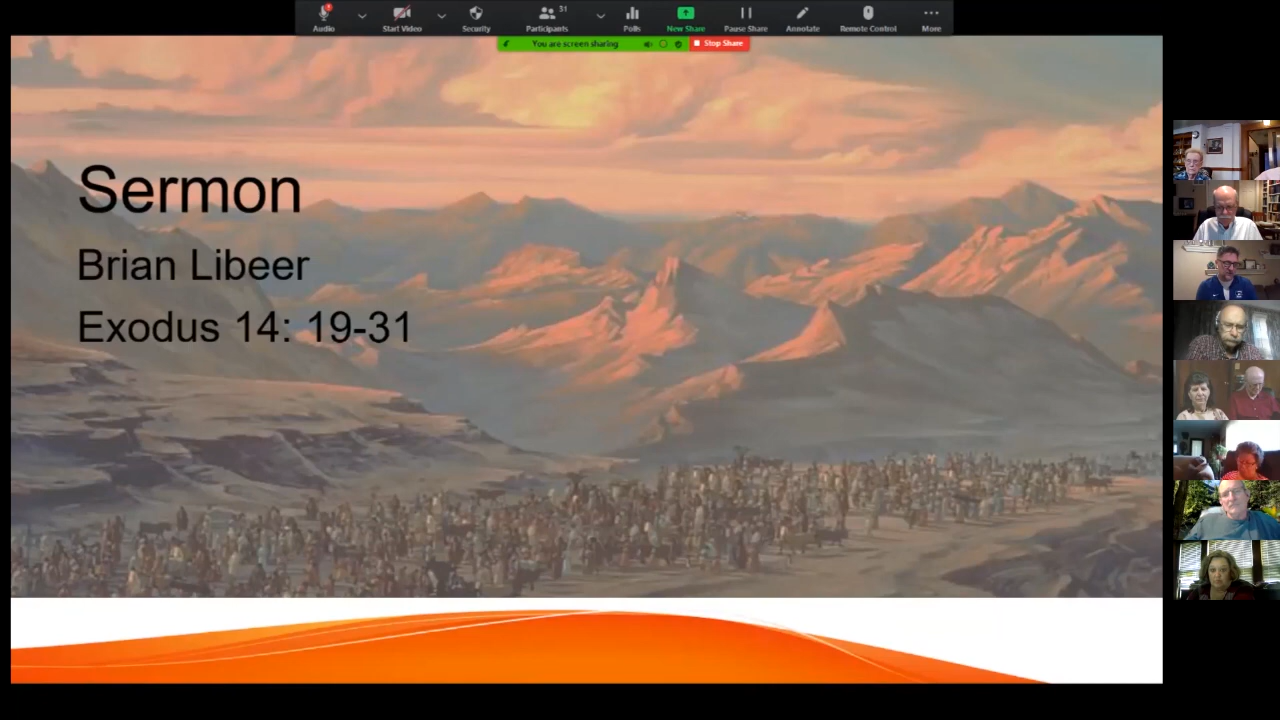 31
Audio
Start Video
Security
Participants
Polls
New Share
Pause Share
Annotate
Remote Control
More
You are screen sharing
Stop Share
Sermon
Brian Libeer
Exodus 14: 19-31